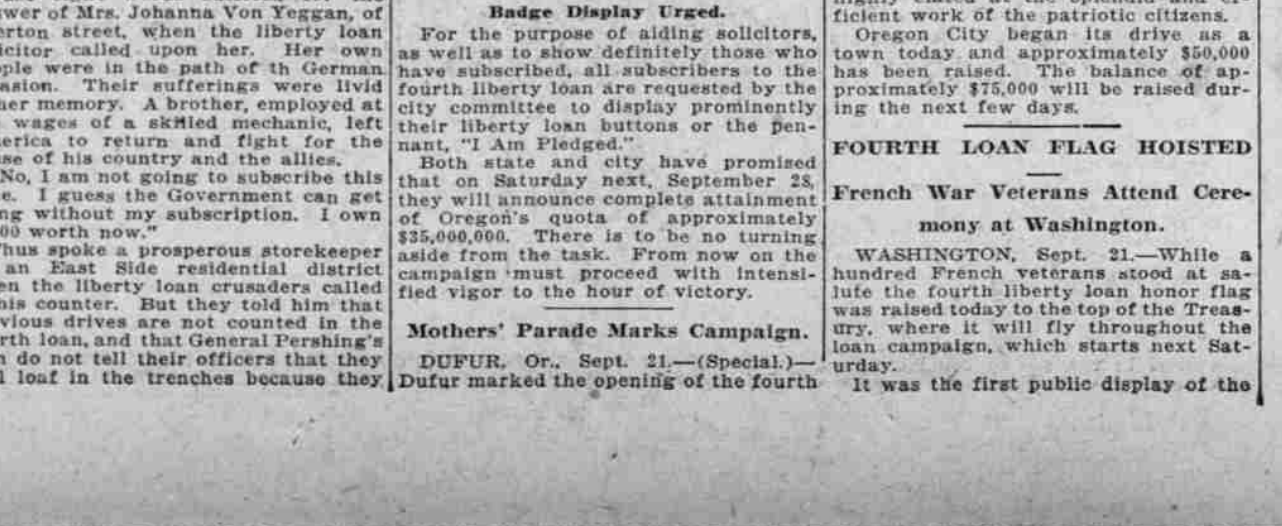 wer of Mrs. Johanna Von Yeggan, of
erton street, when the liberty loan
icitor called upon her. Her own
ple were in the path of th German
asion. Their sufferings were livid
her memory. A brother, employed at
wages of a skilled mechanic, left
erica to return and fight for the
se of his country and the allies.
No, I am not going to subscribe this
e. I guess the Government can get
ng without my subscription. I own
00 worth now."
hus spoke a prosperous storekeeper
an East Side residential district
en the liberty loan crusaders called
his counter. But they told him that
vious drives are not counted in the
rth loan, and that General Pershing's
n do not tell their officers that they
l loaf in the trenches because they
Badge Display Urged.
For the purpose of aiding solicitors,
as well as to show definitely those who
have subscribed, all subscribers to the
fourth liberty loan are requested by the
city committee to display prominently
their liberty loan buttons or the pen-
nant, "I Am Pledged."
Both state and city have promised
that on Saturday next, September 28,
they will announce complete attainment
of Oregon's quota of approximately
$35,000,000. There is to be no turning
aside from the task. From now on the
campaign must proceed with intensi-
fied vigor to the hour of victory.
Mothers' Parade Marks Campaign.
DUFUR, Or., Sept. 21.—(Special.)—
Dufur marked the opening of the fourth
ficient work of the patriotic citizens.
Oregon City began its drive as a
town today and approximately $50,000
has been raised. The balance of ap-
proximately $75,000 will be raised dur-
ing the next few days.
FOURTH LOAN FLAG HOISTED
French War Veterans Attend Cere-
mony at Washington.
WASHINGTON, Sept. 21.—While a
hundred French veterans stood at sa-
lute the fourth liberty loan honor flag
was raised today to the top of the Treas-
ury, where it will fly throughout the
loan campaign, which starts next Sat-
urday.
It was the first public display of the